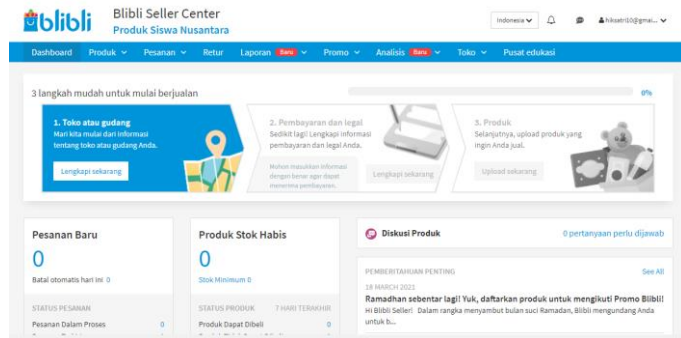 blibli
Blibli Seller Center
Produk Siswa Nusantara
Indonesia
hiksatri10@gmai...
Dashboard Produk Pesanan Retur Laporan Baru Promo Analisis Baru Toko Pusat edukasi
3 langkah mudah untuk mulai berjualan
0%
1. Toko atau gudang
Mari kita mulai dari informasi
tentang toko atau gudang Anda.
Lengkapi sekarang
2. Pembayaran dan legal
Sedikit lagi! Lengkapi informasi
pembayaran dan legal Anda.
Mohon masukkan informasi
dengan benar agar dapat
menerima pembayaran.
Lengkapi sekarang
3. Produk
Selanjutnya, upload produk yang
ingin Anda jual.
Upload sekarang
Pesanan Baru
0
Batal otomatis hari ini 0
STATUS PESANAN
Pesanan Dalam Proses 0
Produk Stok Habis
0
Stok Minimum 0
STATUS PRODUK 7 HARI TERAKHIR
Produk Dapat Dibeli 0
Diskusi Produk 0 pertanyaan perlu dijawab
PEMBERITAHUAN PENTING See All
18 MARCH 2021
Ramadhan sebentar lagi! Yuk, daftarkan produk untuk mengikuti Promo Blibli!
Hi Blibli Seller! Dalam rangka menyambut bulan suci Ramadan, Blibli mengundang Anda
untuk b...